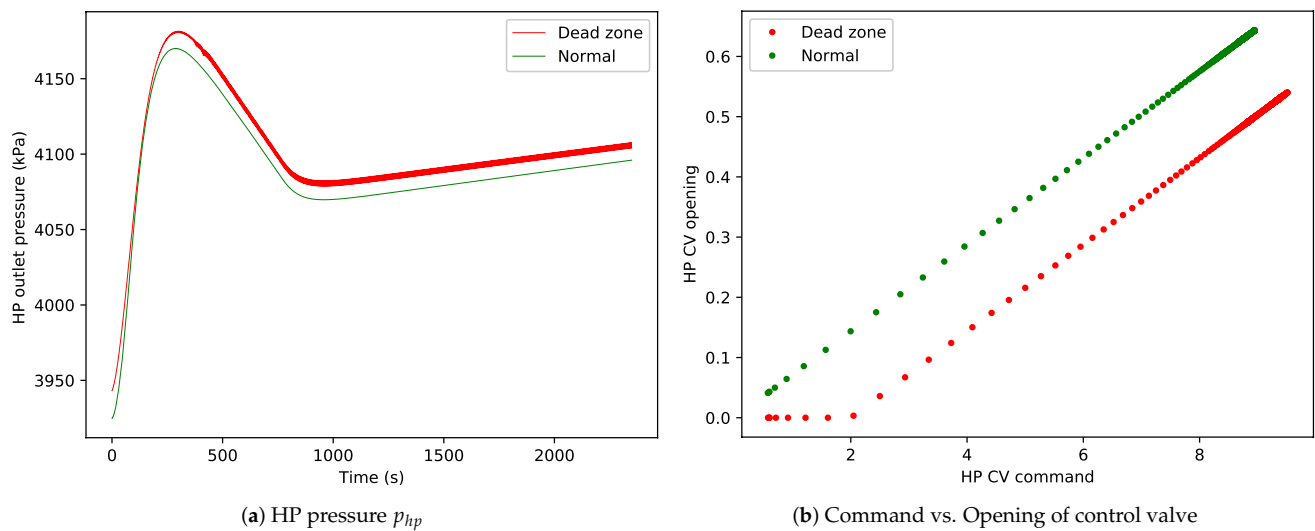 Dead zone
Normal
4150
4100
4050
4000
3950
HP outlet pressure (kPa)
0
500
1000
1500
2000
Time (s)
(a) HP pressure p_hp
Dead zone
Normal
0.6
0.5
0.4
0.3
0.2
0.1
0.0
HP CV opening
2
4
6
8
HP CV command
(b) Command vs. Opening of control valve